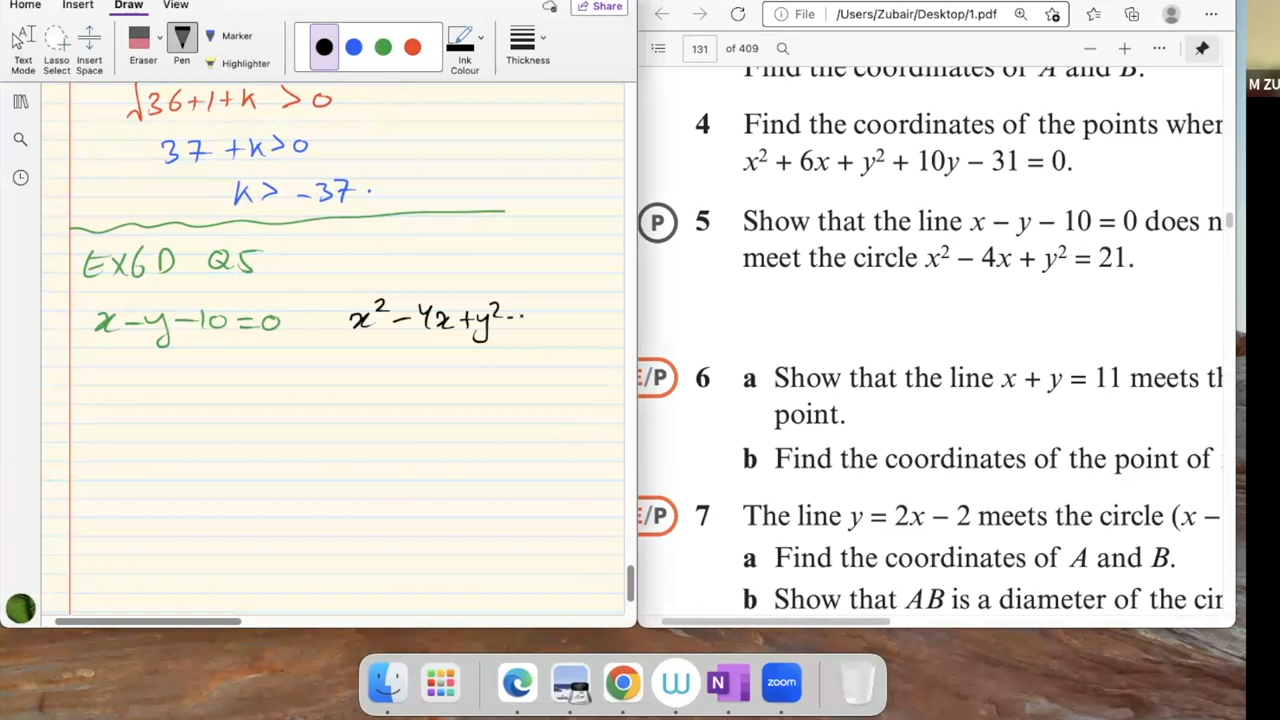 Home Insert Draw View
Share
Text Mode
Lasso Select
Insert Space
Eraser
Pen
Marker
Highlighter
Ink Colour
Thickness
√36+1+k > 0
37 + k > 0
k > -37.
EX6D Q5
x-y-10=0 x²-4x+y²--
File /Users/Zubair/Desktop/1.pdf
131 of 409
Find the coordinates of A and B.
4 Find the coordinates of the points wher
x² + 6x + y² + 10y − 31 = 0.
P 5 Show that the line x − y − 10 = 0 does n
meet the circle x² − 4x + y² = 21.
E/P 6 a Show that the line x + y = 11 meets th
point.
b Find the coordinates of the point of
E/P 7 The line y = 2x − 2 meets the circle (x −
a Find the coordinates of A and B.
b Show that AB is a diameter of the cir
M ZU
N
zoom